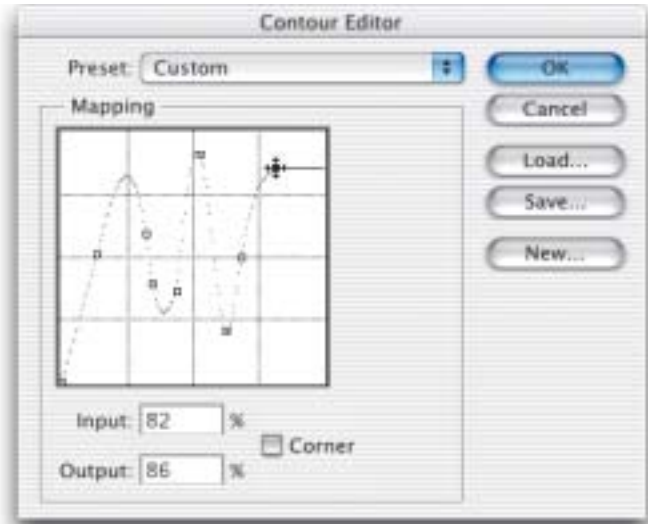 Contour Editor
Preset: Custom
OK
Mapping
Cancel
Load...
Save...
New...
Input: 82 %
Corner
Output: 86 %